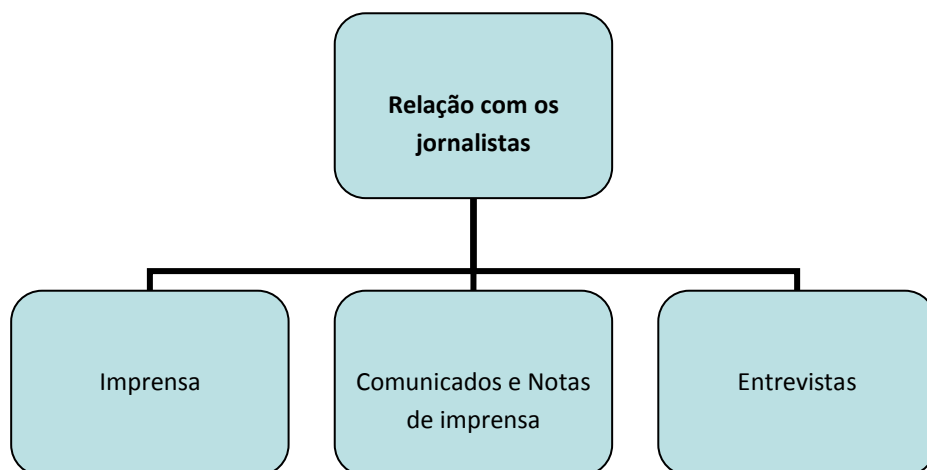 Relação com os
jornalistas
Imprensa
Comunicados e Notas
de imprensa
Entrevistas